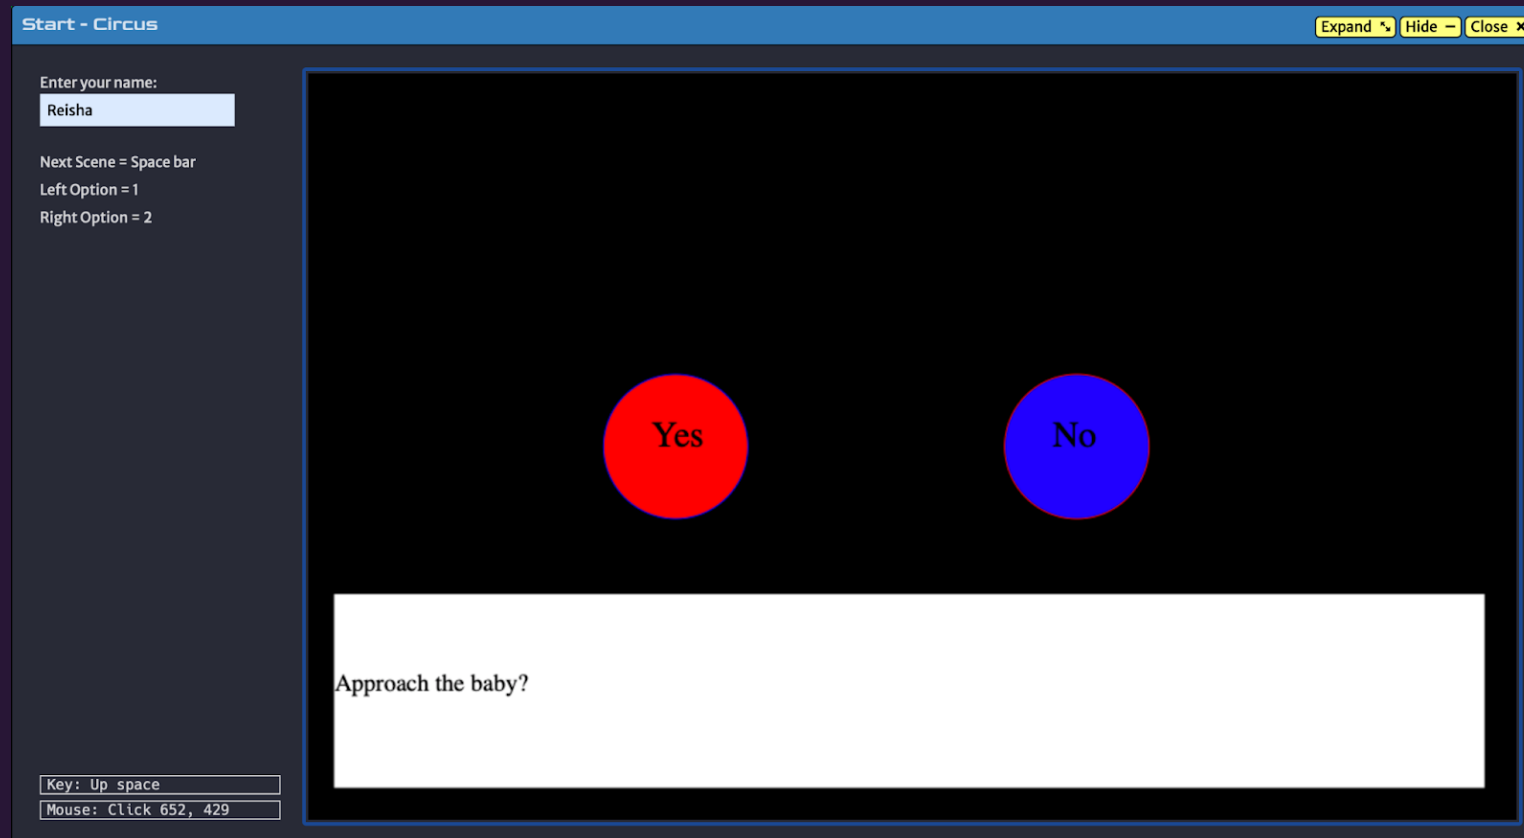 Start - Circus
Expand Hide Close
Enter your name:
Reisha
Next Scene = Space bar
Left Option = 1
Right Option = 2
Yes No
Approach the baby?
Key: Up space
Mouse: Click 652, 429